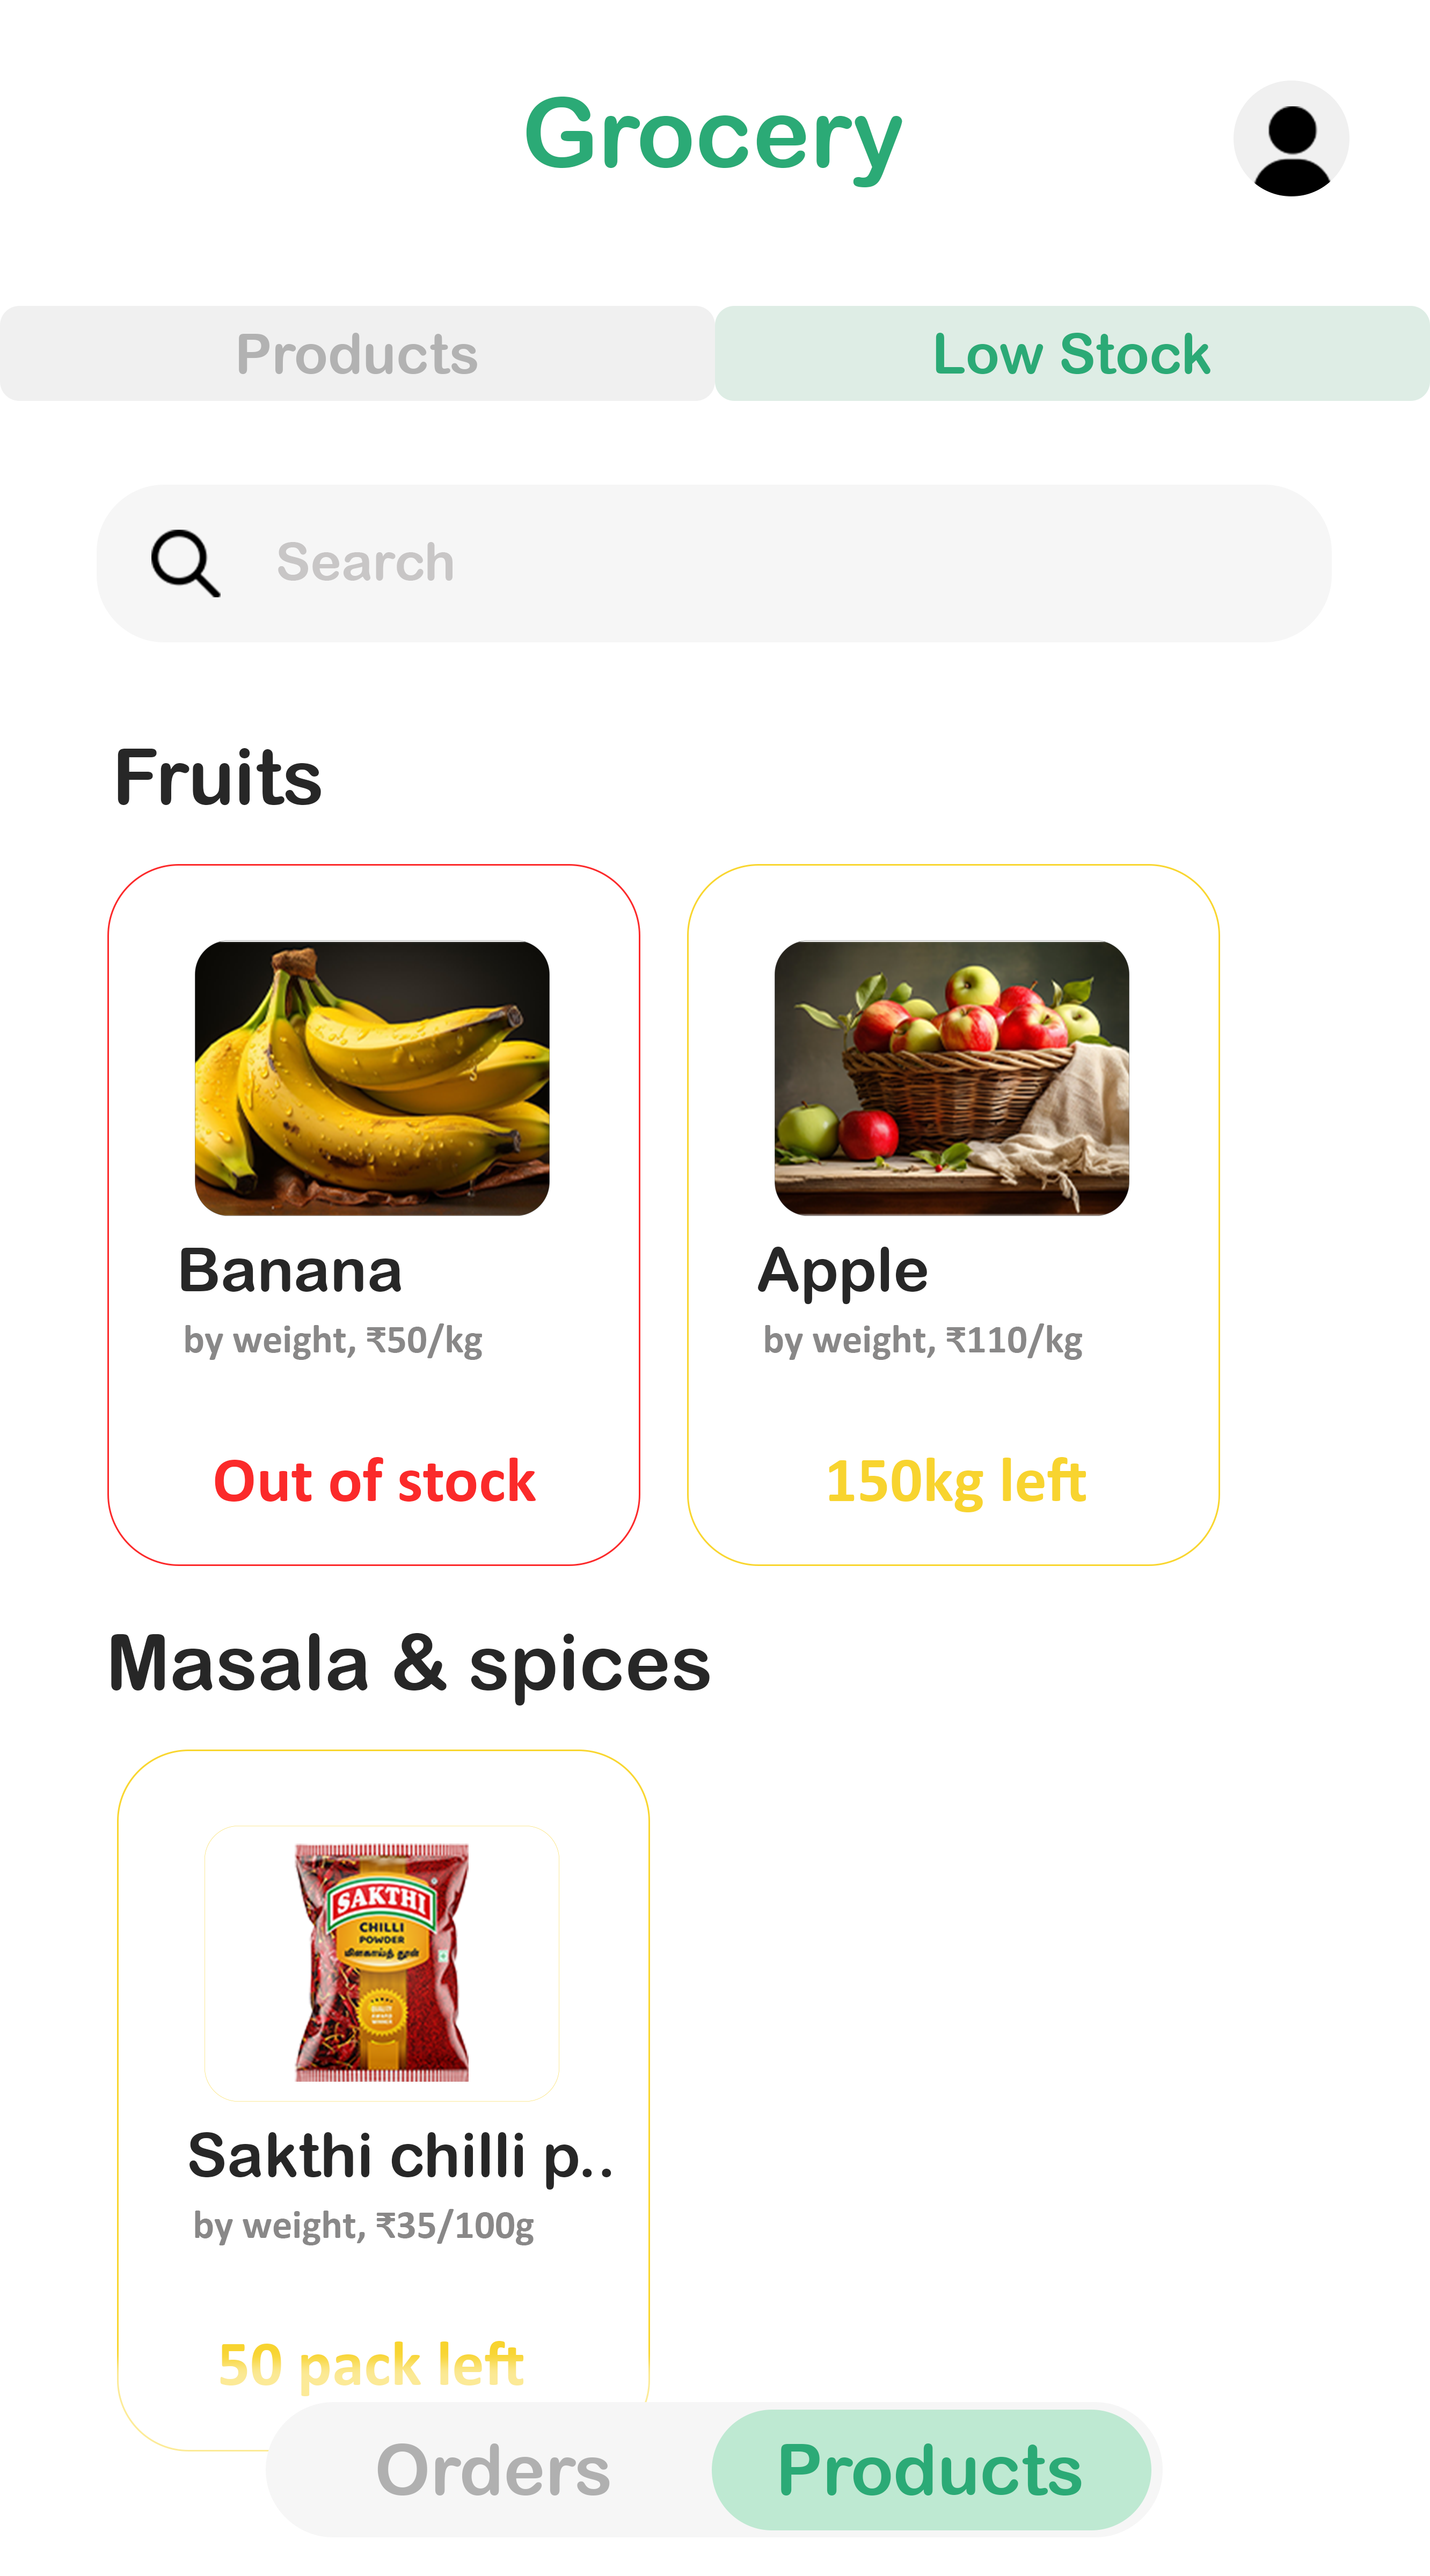 Grocery
Products
Low Stock
Search
Fruits
Banana
by weight, ₹50/kg
Out of stock
Apple
by weight, ₹110/kg
150kg left
Masala & spices
SAKTHI
CHILLI
POWDER
மிளகாய்த் தூள்
Sakthi chilli p..
by weight, ₹35/100g
50 pack left
Orders
Products